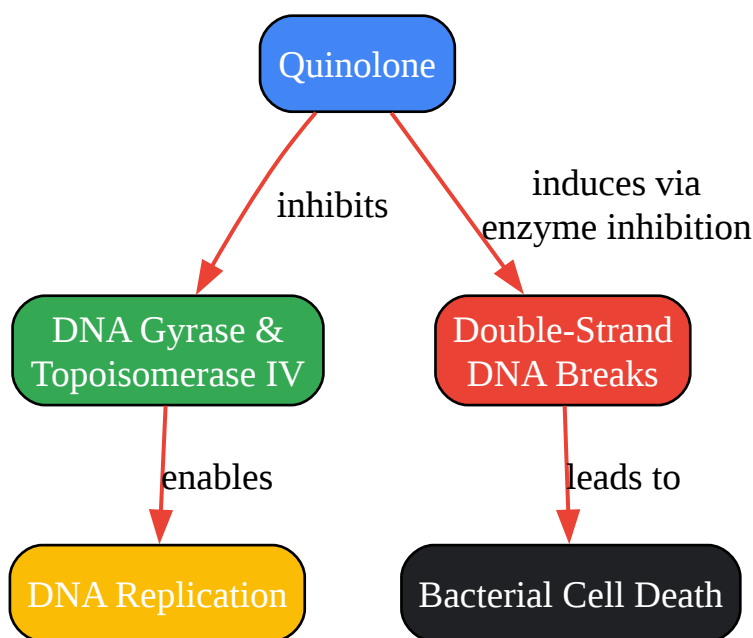 Quinolone
inhibits
induces via
enzyme inhibition
DNA Gyrase &
Topoisomerase IV
Double-Strand
DNA Breaks
enables
leads to
DNA Replication
Bacterial Cell Death